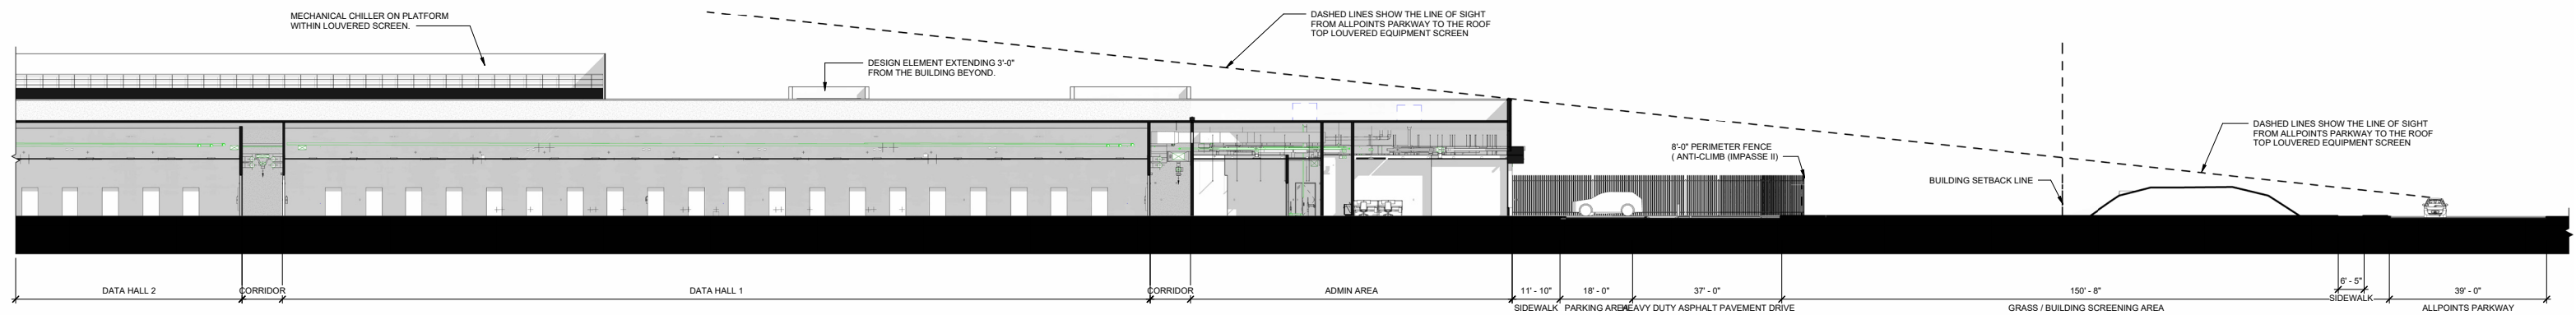 MECHANICAL CHILLER ON PLATFORM
WITHIN LOUVERED SCREEN.
DESIGN ELEMENT EXTENDING 3'-0"
FROM THE BUILDING BEYOND.
DASHED LINES SHOW THE LINE OF SIGHT
FROM ALLPOINTS PARKWAY TO THE ROOF
TOP LOUVERED EQUIPMENT SCREEN
8'-0" PERIMETER FENCE
( ANTI-CLIMB (IMPASSE II)
BUILDING SETBACK LINE
DASHED LINES SHOW THE LINE OF SIGHT
FROM ALLPOINTS PARKWAY TO THE ROOF
TOP LOUVERED EQUIPMENT SCREEN
DATA HALL 2
CORRIDOR
DATA HALL 1
CORRIDOR
ADMIN AREA
11' - 10"
SIDEWALK
18' - 0"
PARKING AREA
37' - 0"
HEAVY DUTY ASPHALT PAVEMENT DRIVE
150' - 8"
GRASS / BUILDING SCREENING AREA
6' - 5"
SIDEWALK
39' - 0"
ALLPOINTS PARKWAY